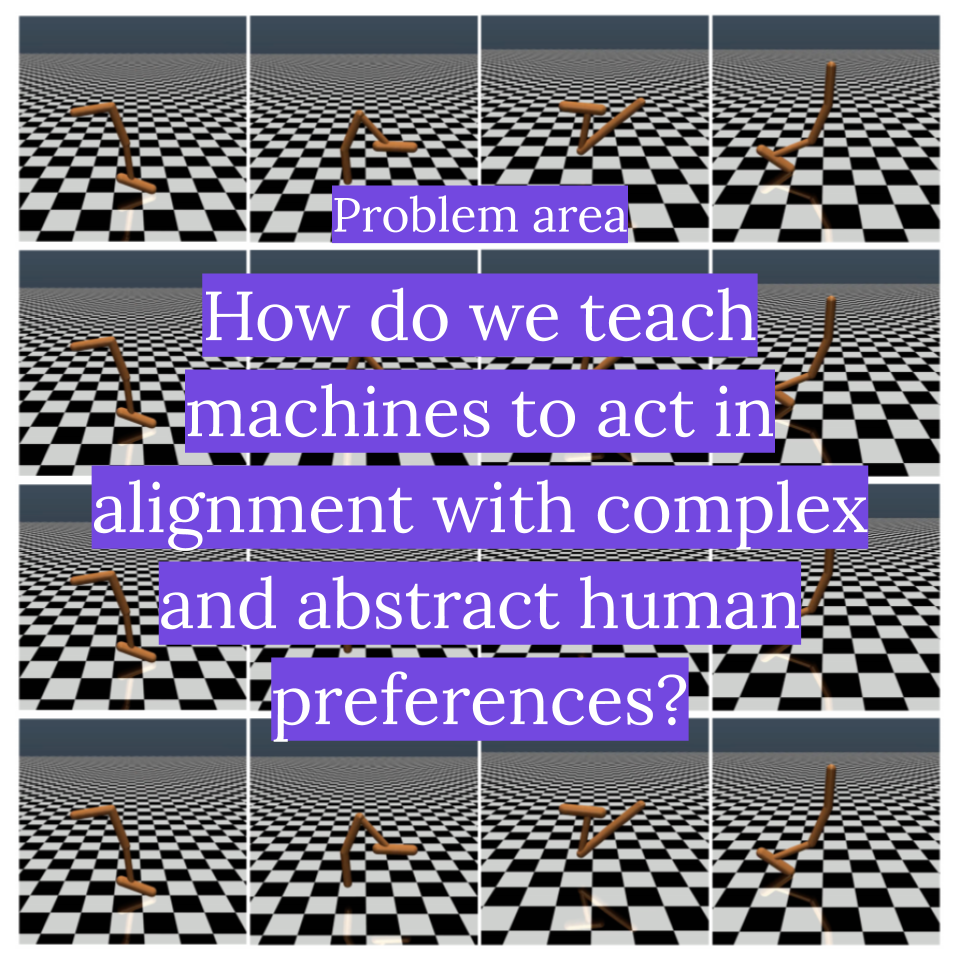 Problem area
How do we teach
machines to act in
alignment with complex
and abstract human
preferences?